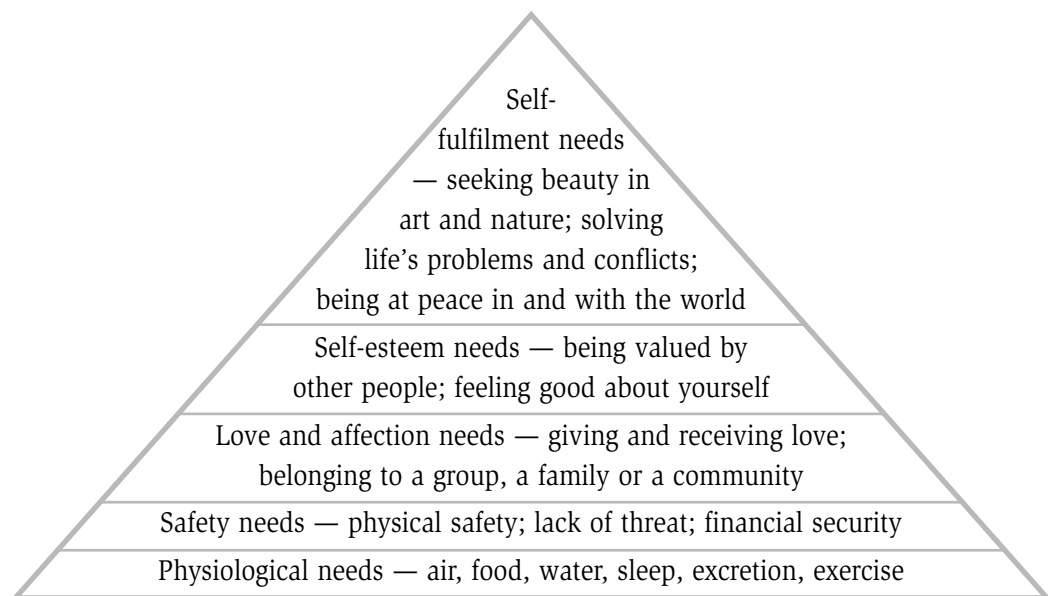 Self-
fulfilment needs
— seeking beauty in
art and nature; solving
life’s problems and conflicts;
being at peace in and with the world
Self-esteem needs — being valued by
other people; feeling good about yourself
Love and affection needs — giving and receiving love;
belonging to a group, a family or a community
Safety needs — physical safety; lack of threat; financial security
Physiological needs — air, food, water, sleep, excretion, exercise